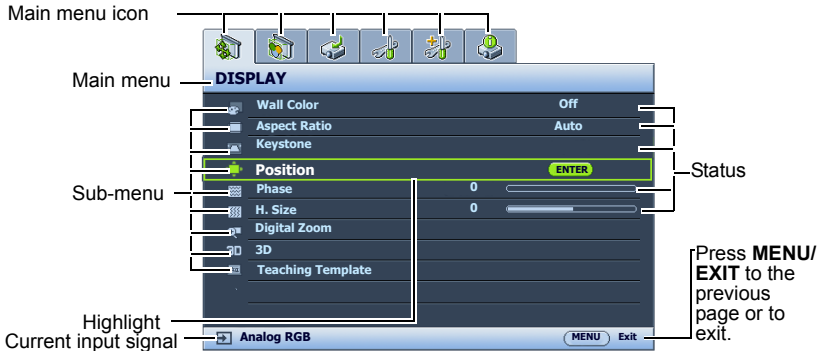 Main menu icon
Main menu
DISPLAY
Wall Color Off
Aspect Ratio Auto
Keystone
Position ENTER
Status
Sub-menu
Phase 0
H. Size 0
Digital Zoom
3D 3D
Teaching Template
Press MENU/
EXIT to the
previous
page or to
exit.
Highlight
Current input signal
Analog RGB
MENU Exit